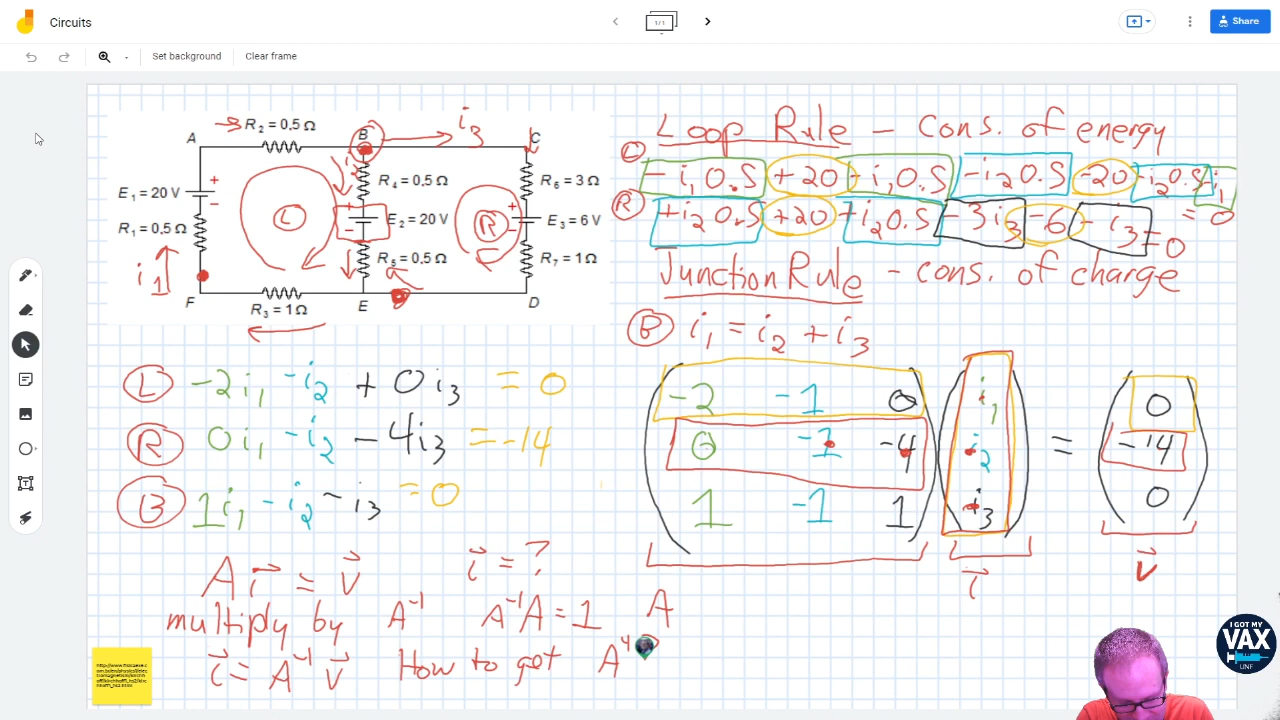 Circuits
1/1
Share
Set background
Clear frame
R2 = 0,5 Ω
i3
A
B
C
i2
R4 = 0,5 Ω
R6 = 3 Ω
E1 = 20 V
+
-
L
+
-
E2 = 20 V
R
+
-
E3 = 6 V
R1 = 0,5 Ω
R5 = 0,5 Ω
R7 = 1 Ω
i1
F
R3 = 1 Ω
E
D
Loop Rule - Cons. of energy
L -i1 0.5 +20 -i1 0.5 -i2 0.5 -20 -i2 0.5 -i1 = 0
R +i2 0.5 +20 +i2 0.5 -3i3 -6 -i3 = 0
Junction Rule - cons. of charge
B i1 = i2 + i3
L -2i1 -i2 + 0i3 = 0
R 0i1 -i2 - 4i3 = -14
B 1i1 -i2 - i3 = 0
-2 -1 0 i1 0
0 -1 -4 i2 = -14
1 -1 1 i3 0
i v
A i = v i = ?
multiply by A-1 A-1A = 1 A
i = A-1 v How to get A
I GOT MY
VAX
UNF